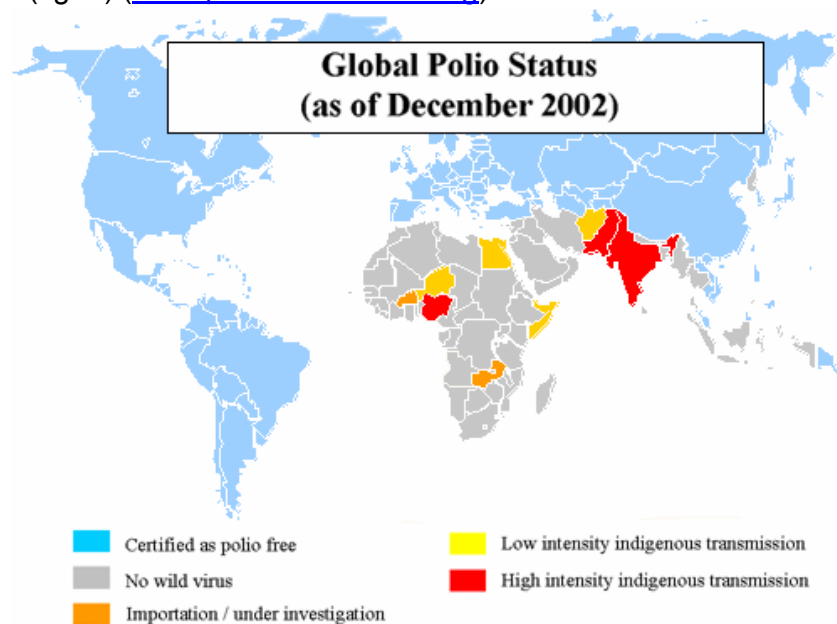 Global Polio Status
(as of December 2002)
Certified as polio free
No wild virus
Importation / under investigation
Low intensity indigenous transmission
High intensity indigenous transmission